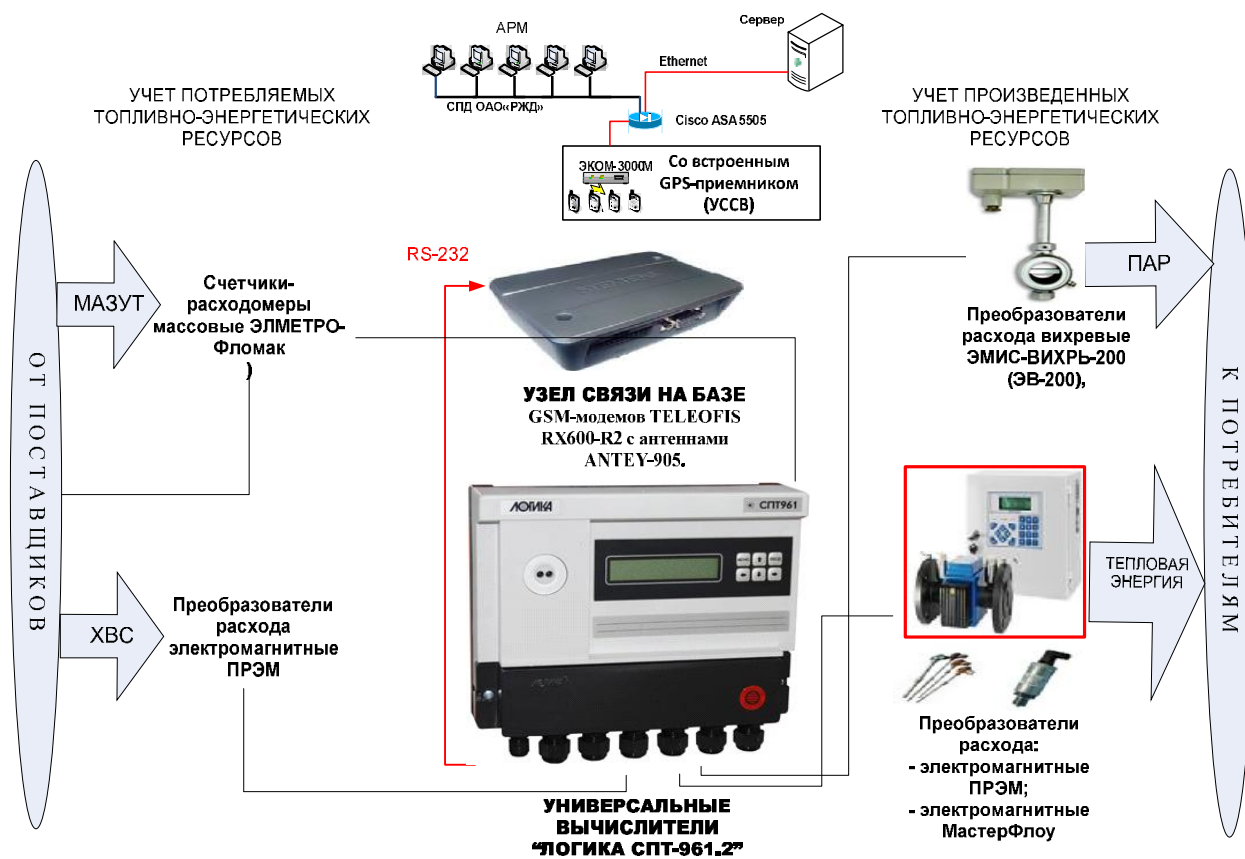 АРМ
Сервер
Ethernet
СПД ОАО«РЖД»
Cisco ASA 5505
ЭКОМ-3000М
Со встроенным
GPS-приемником
(УССВ)
УЧЕТ ПОТРЕБЛЯЕМЫХ
ТОПЛИВНО-ЭНЕРГЕТИЧЕСКИХ
РЕСУРСОВ
УЧЕТ ПРОИЗВЕДЕННЫХ
ТОПЛИВНО-ЭНЕРГЕТИЧЕСКИХ
РЕСУРСОВ
ОТ ПОСТАВЩИКОВ
МАЗУТ
Счетчики-
расходомеры
массовые ЭЛМЕТРО-
Фломак
)
ХВС
Преобразователи
расхода
электромагнитные
ПРЭМ
RS-232
УЗЕЛ СВЯЗИ НА БАЗЕ
GSM-модемов TELEOFIS
RX600-R2 с антеннами
ANTEY-905.
ЛОГИКА
СПТ961
УНИВЕРСАЛЬНЫЕ
ВЫЧИСЛИТЕЛИ
"ЛОГИКА СПТ-961.2"
ПАР
Преобразователи
расхода вихревые
ЭМИС-ВИХРЬ-200
(ЭВ-200),
ТЕПЛОВАЯ
ЭНЕРГИЯ
Преобразователи
расхода:
- электромагнитные
ПРЭМ;
- электромагнитные
МастерФлоу
К ПОТРЕБИТЕЛЯМ